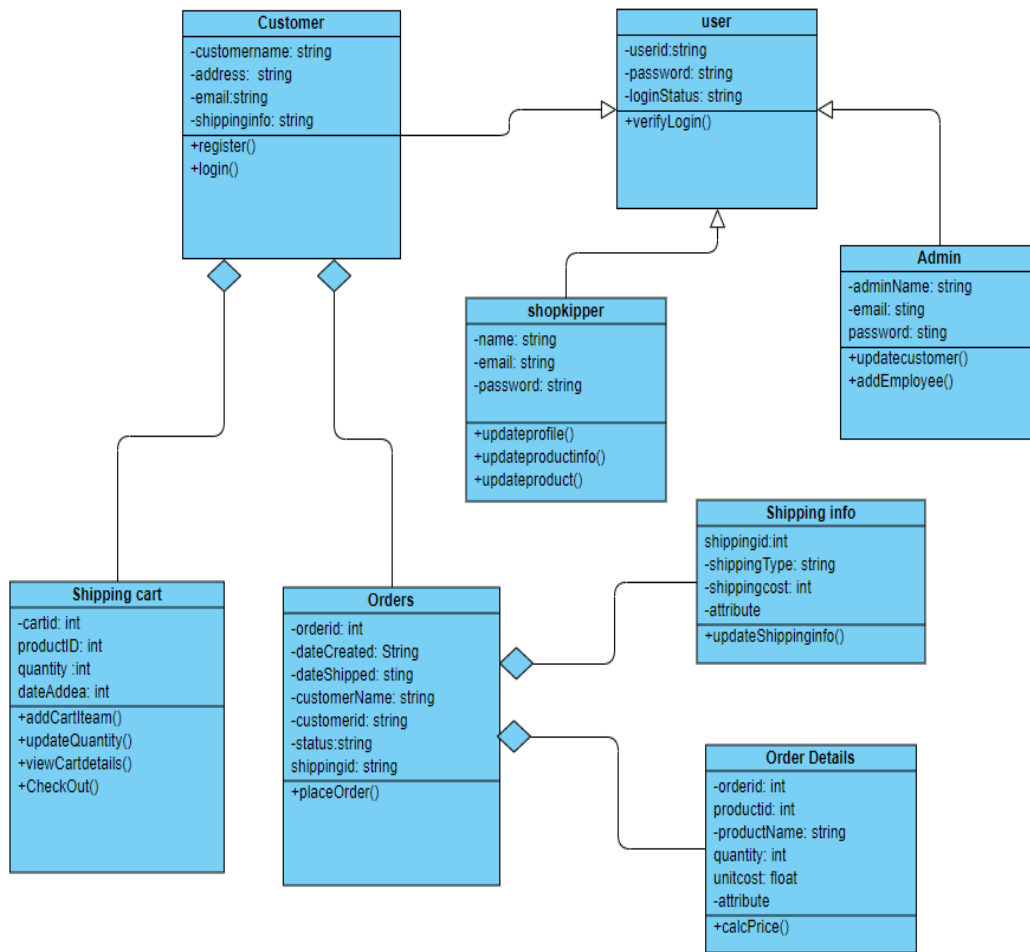 Customer
-customername: string
-address: string
-email:string
-shippinginfo: string
+register()
+login()
user
-userid:string
-password: string
-loginStatus: string
+verifyLogin()
shopkipper
-name: string
-email: string
-password: string
+updateprofile()
+updateproductinfo()
+updateproduct()
Admin
-adminName: string
-email: sting
password: sting
+updatecustomer()
+addEmployee()
Shipping cart
-cartid: int
productID: int
quantity :int
dateAddea: int
+addCartIteam()
+updateQuantity()
+viewCartdetails()
+CheckOut()
Orders
-orderid: int
-dateCreated: String
-dateShipped: sting
-customerName: string
-customerid: string
-status:string
shippingid: string
+placeOrder()
Shipping info
shippingid:int
-shippingType: string
-shippingcost: int
-attribute
+updateShippinginfo()
Order Details
-orderid: int
productid: int
-productName: string
quantity: int
unitcost: float
-attribute
+calcPrice()